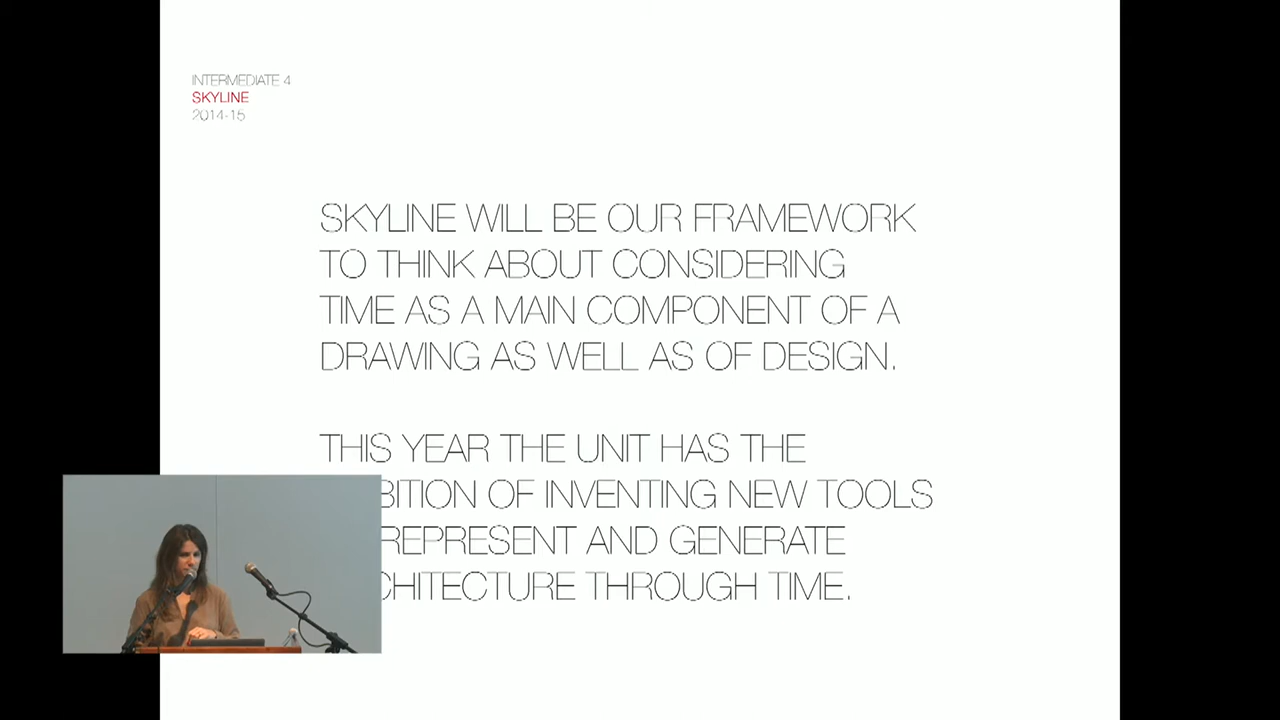 INTERMEDIATE 4
SKYLINE
2014-15
SKYLINE WILL BE OUR FRAMEWORK
TO THINK ABOUT CONSIDERING
TIME AS A MAIN COMPONENT OF A
DRAWING AS WELL AS OF DESIGN.
THIS YEAR THE UNIT HAS THE
BITION OF INVENTING NEW TOOLS
REPRESENT AND GENERATE
CHITECTURE THROUGH TIME.